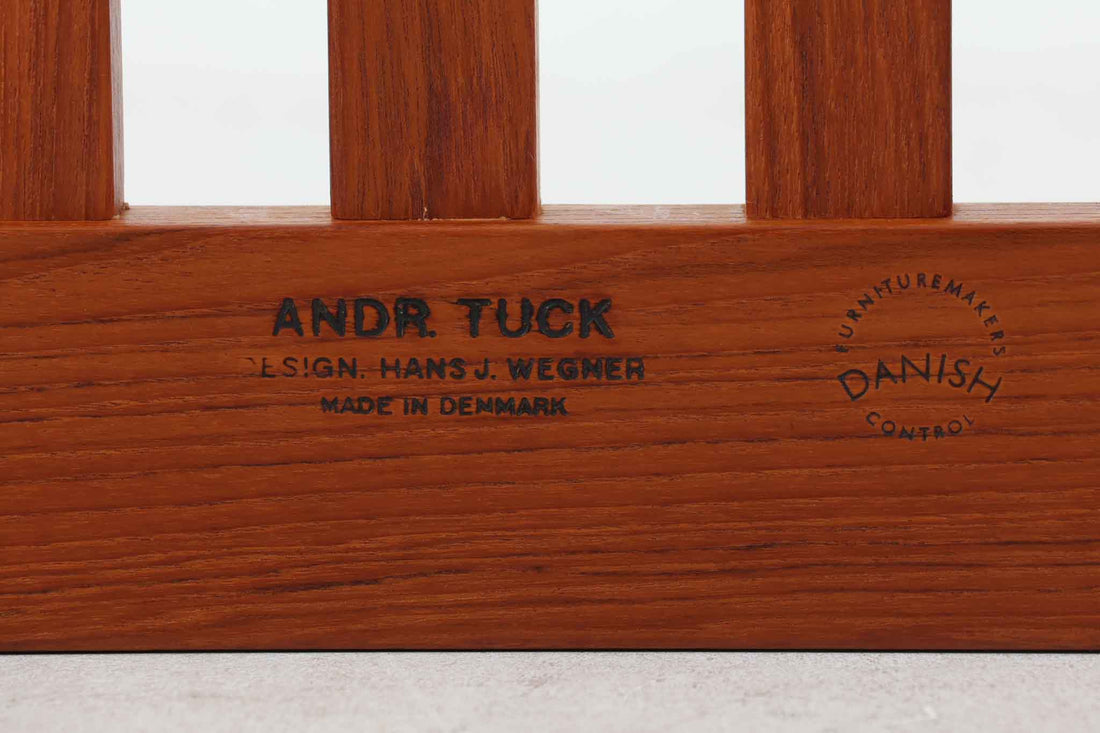 ANDR. TUCK
DESIGN. HANS J. WEGNER
MADE IN DENMARK
FURNITUREMAKERS
DANISH
CONTROL